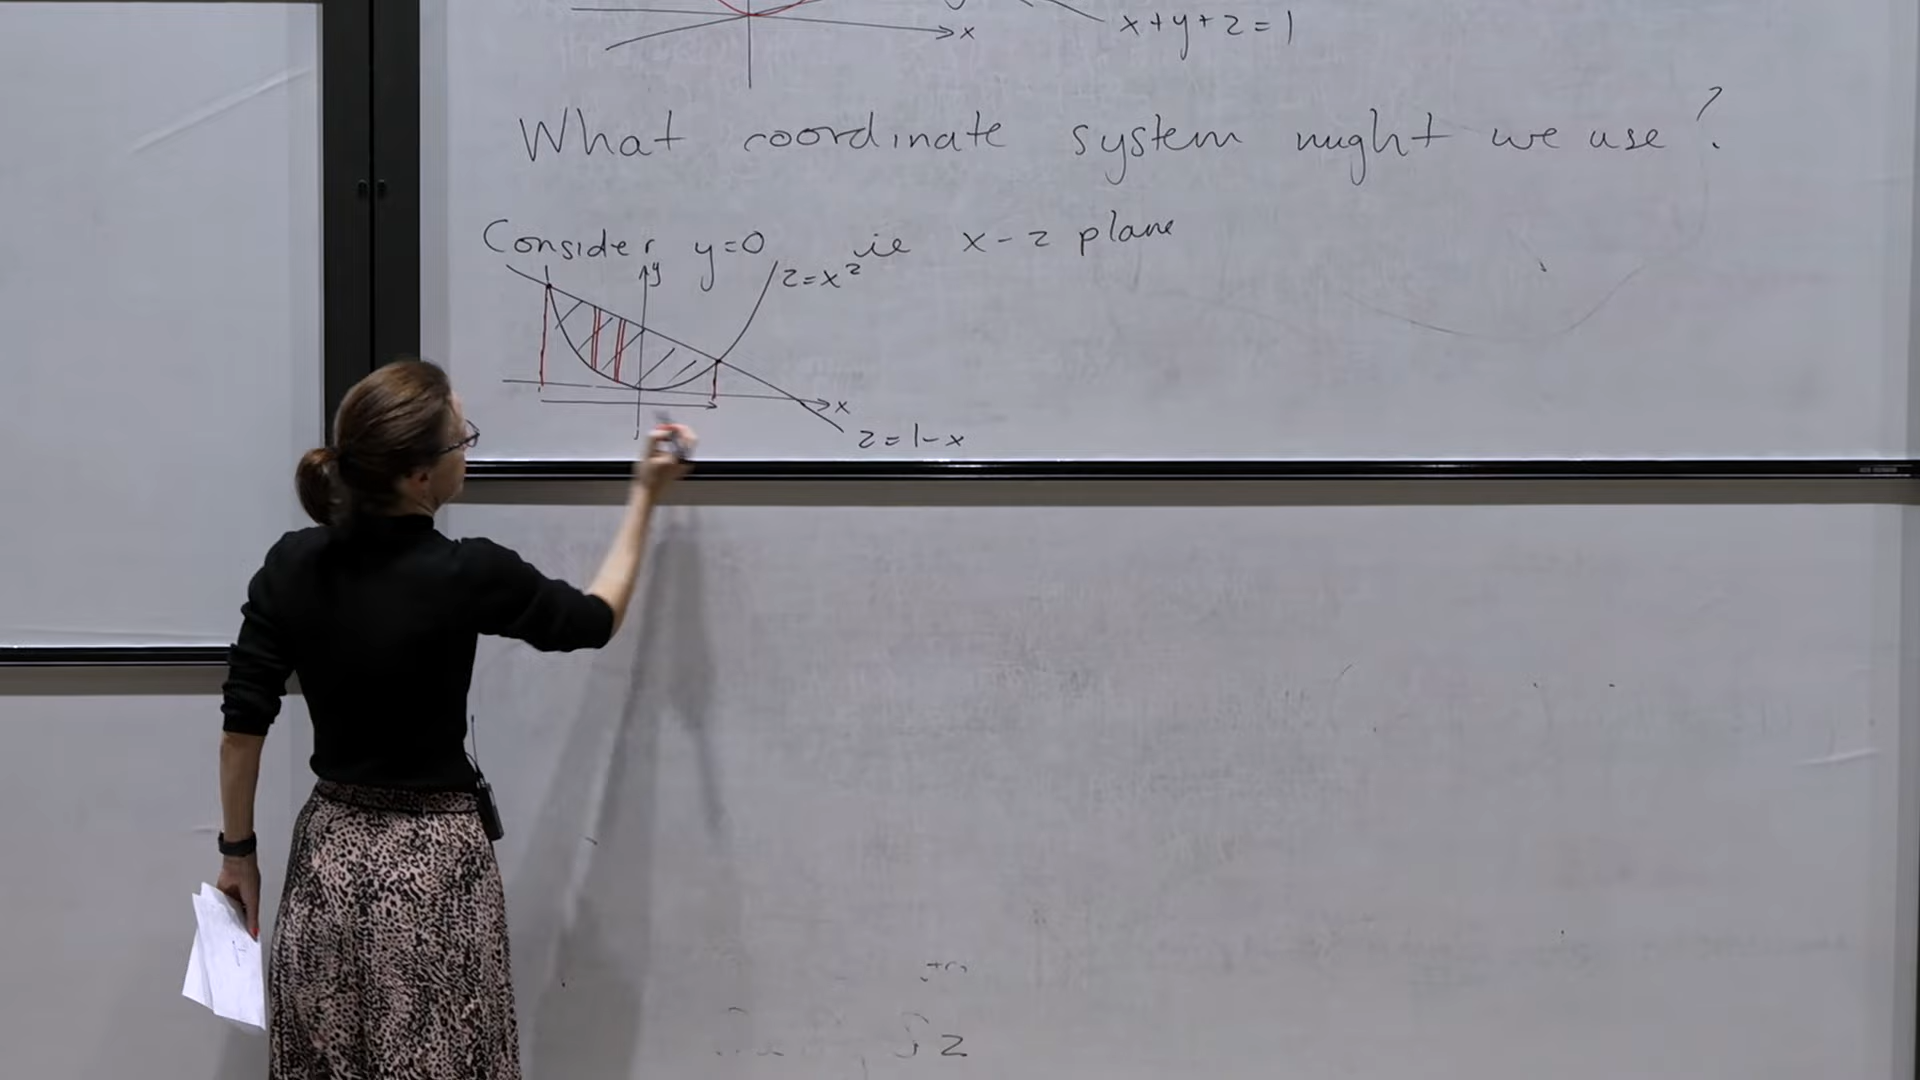 x
x+y+z=1
What coordinate system might we use?
Consider y=0 ie x-z plane
y
z=x²
x
z=1-x
z